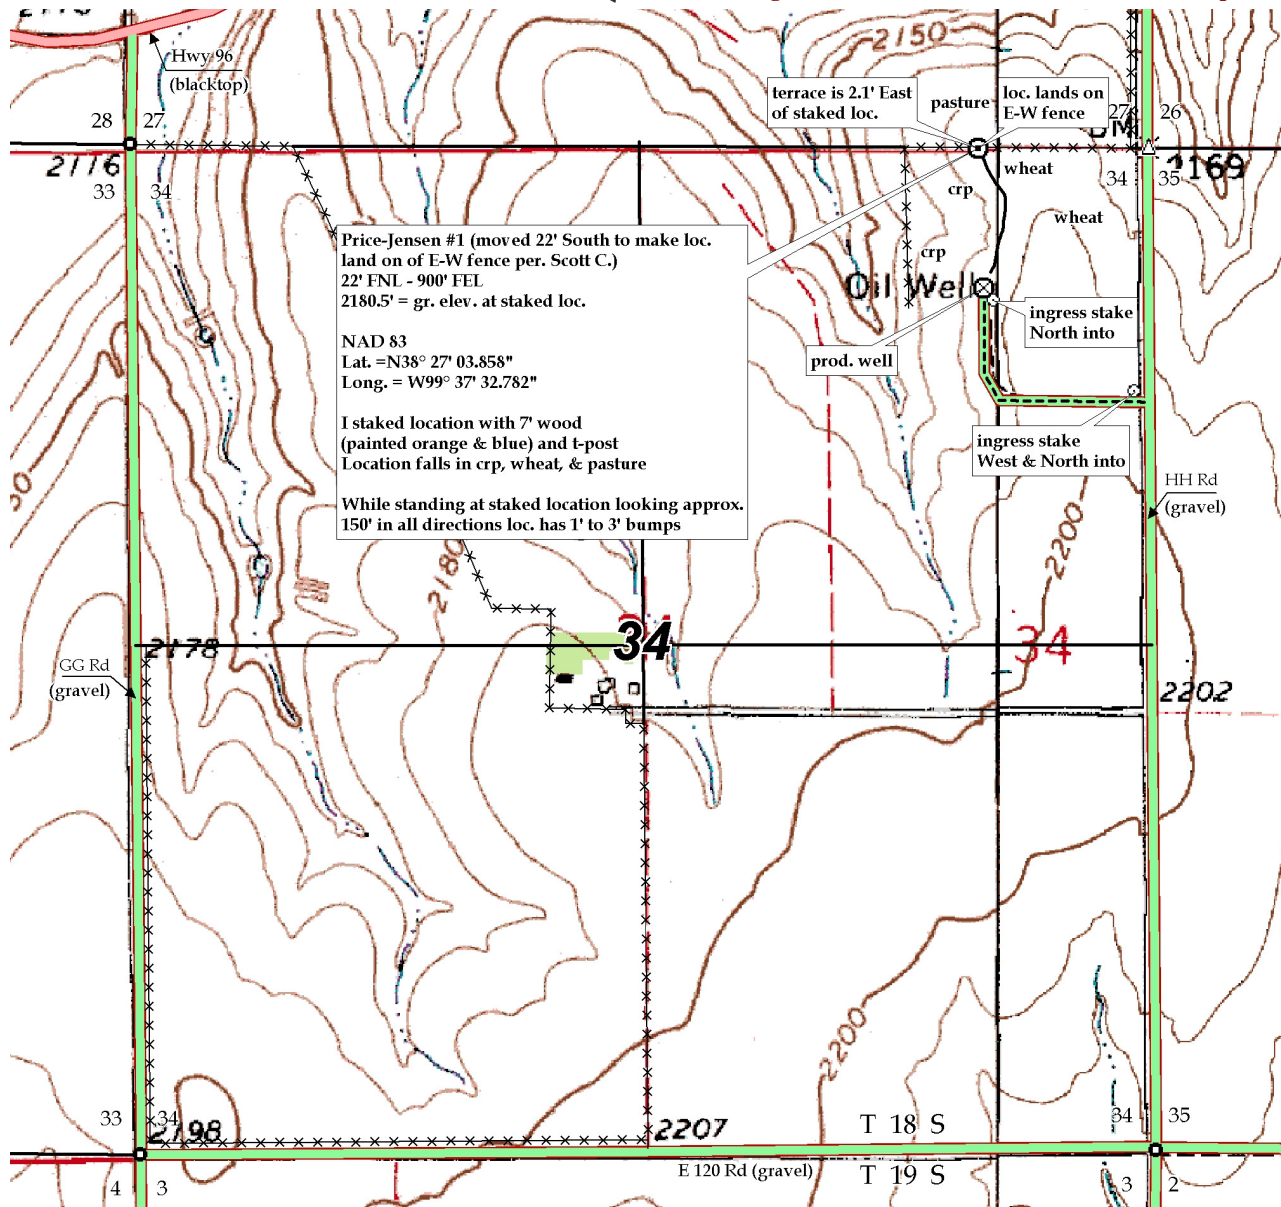 2150
Hwy 96
(blacktop)
terrace is 2.1' East
of staked loc.
pasture
loc. lands on
E-W fence
28
27
27
26
2116
33
34
wheat
34
35
crp
wheat
crp
Price-Jensen #1 (moved 22' South to make loc.
land on of E-W fence per. Scott C.)
22' FNL - 900' FEL
2180.5' = gr. elev. at staked loc.
NAD 83
Lat. =N38° 27' 03.858"
Long. = W99° 37' 32.782"
I staked location with 7' wood
(painted orange & blue) and t-post
Location falls in crp, wheat, & pasture
While standing at staked location looking approx.
150' in all directions loc. has 1' to 3' bumps
Oil Well
ingress stake
North into
prod. well
ingress stake
West & North into
HH Rd
(gravel)
2200
2180
34
34
2178
GG Rd
(gravel)
2202
2200
33
34
2198
2207
T 18 S
34
35
E 120 Rd (gravel)
T 19 S
4
3
3
2